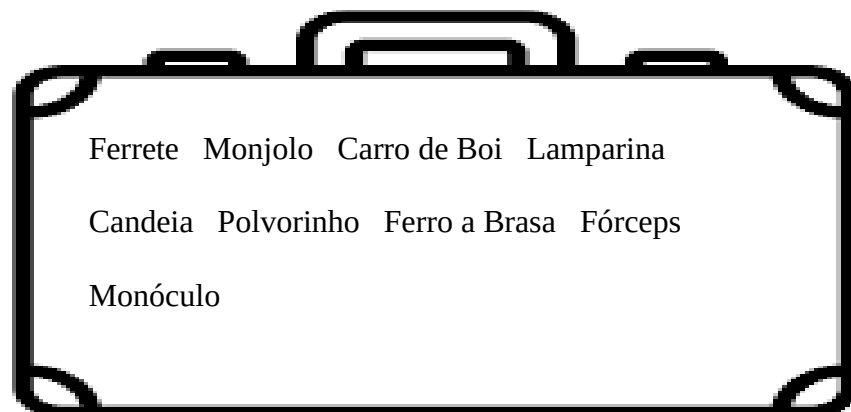 Ferrete Monjolo Carro de Boi Lamparina
Candeia Polvorinho Ferro a Brasa Fórceps
Monóculo